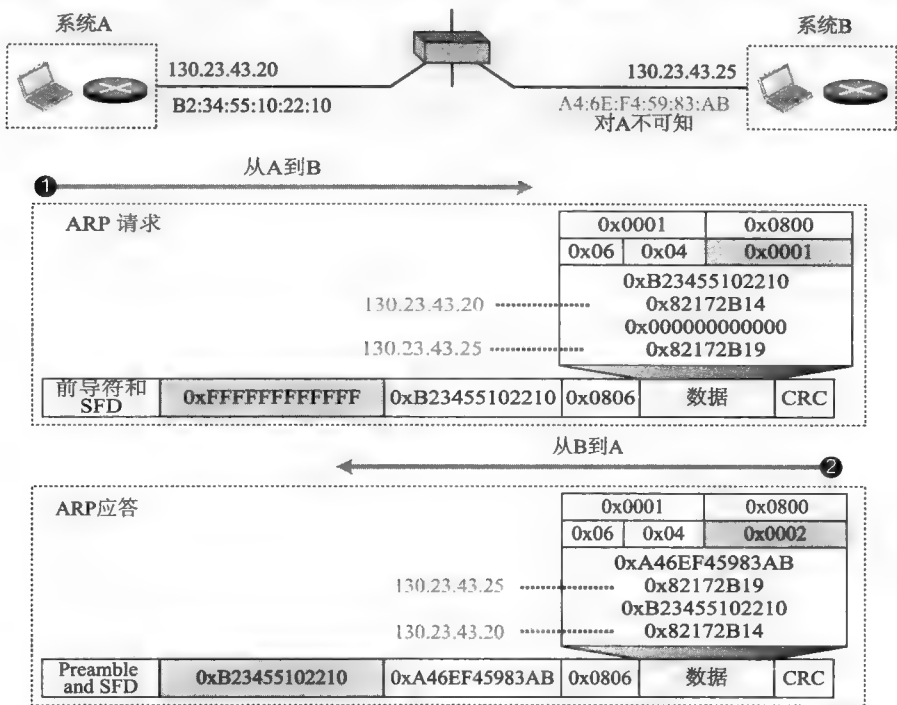 系统A
系统B
130.23.43.20
130.23.43.25
B2:34:55:10:22:10
A4:6E:F4:59:83:AB
对A不可知
从A到B
1
ARP 请求
0x0001 0x0800
0x06 0x04 0x0001
0xB23455102210
130.23.43.20 0x82172B14
0x000000000000
130.23.43.25 0x82172B19
前导符和
SFD
0xFFFFFFFFFFFF 0xB23455102210 0x0806 数据 CRC
从B到A
2
ARP应答
0x0001 0x0800
0x06 0x04 0x0002
0xA46EF45983AB
130.23.43.25 0x82172B19
0xB23455102210
130.23.43.20 0x82172B14
Preamble
and SFD
0xB23455102210 0xA46EF45983AB 0x0806 数据 CRC